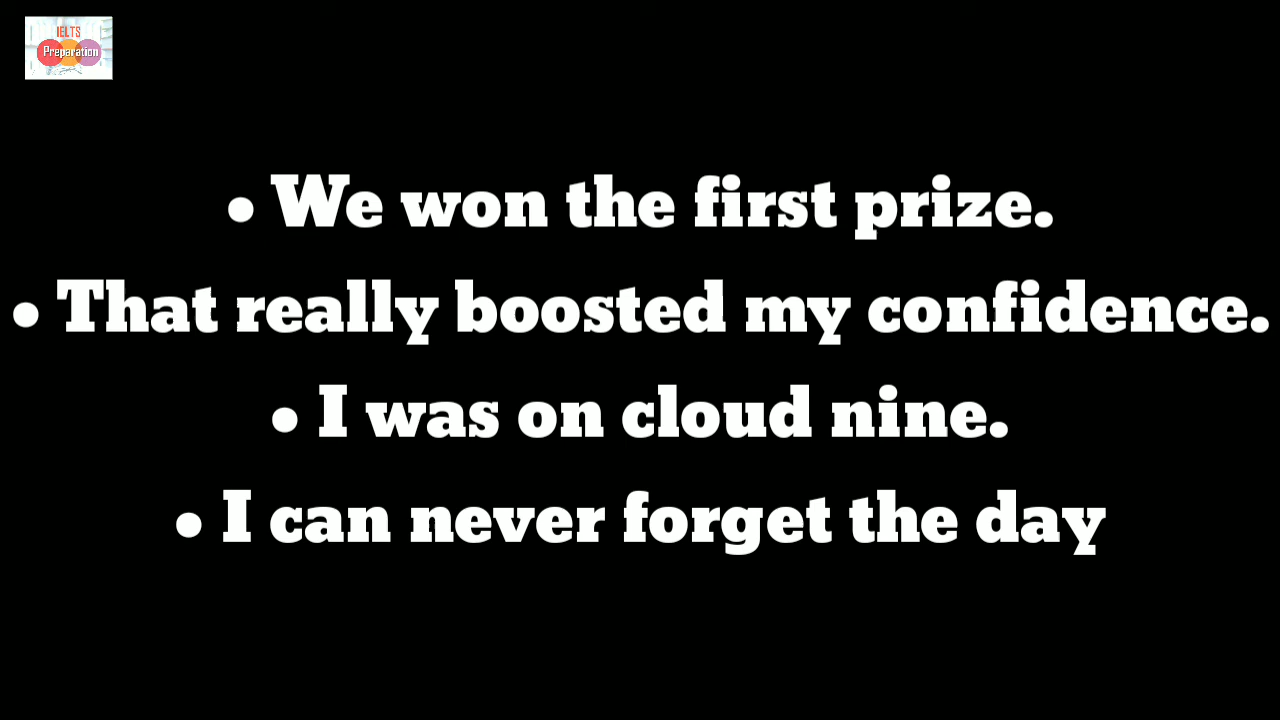 IELTS
Preparation
• We won the first prize.
• That really boosted my confidence.
• I was on cloud nine.
• I can never forget the day